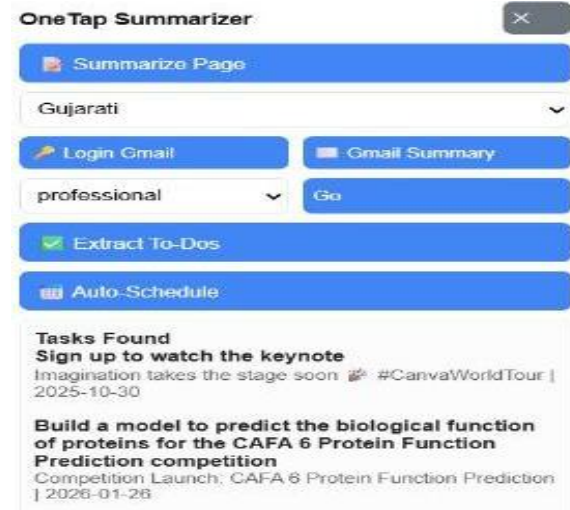 OneTap Summarizer ×
📝 Summarize Page
Gujarati
🔑 Login Gmail
📧 Gmail Summary
professional
Go
✅ Extract To-Dos
📅 Auto-Schedule
Tasks Found
Sign up to watch the keynote
Imagination takes the stage soon 🎉 #CanvaWorldTour |
2025-10-30
Build a model to predict the biological function
of proteins for the CAFA 6 Protein Function
Prediction competition
Competition Launch: CAFA 6 Protein Function Prediction
| 2026-01-26